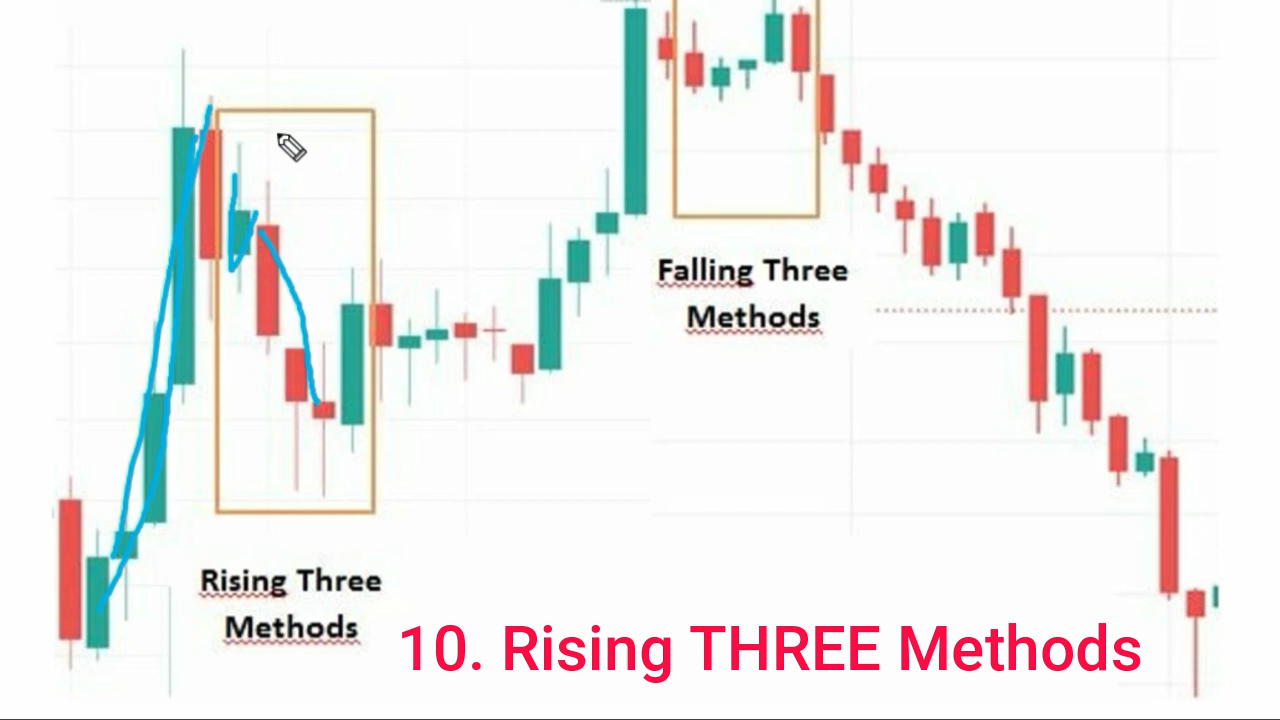 Falling Three
Methods
Rising Three
Methods
10. Rising THREE Methods